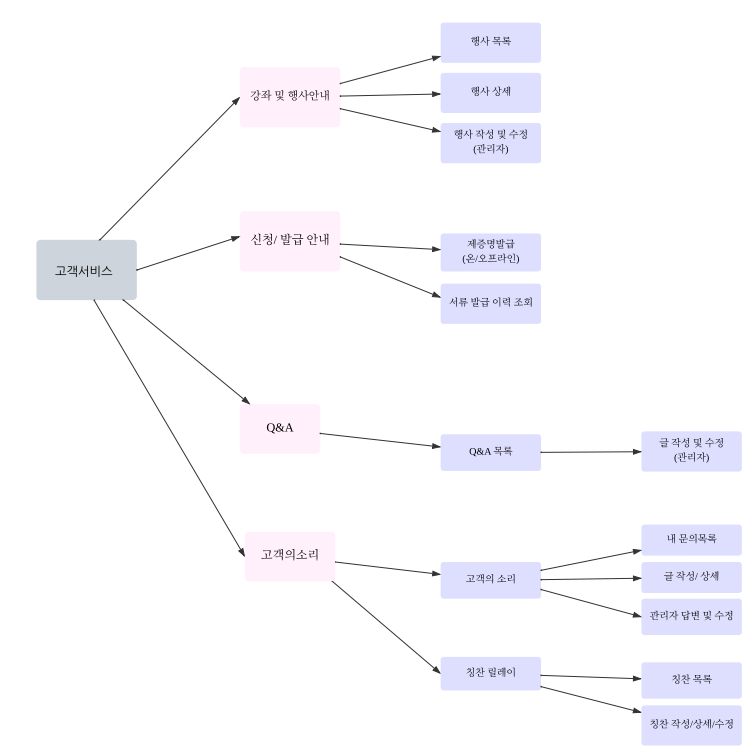 고객서비스
강좌 및 행사안내
행사 목록
행사 상세
행사 작성 및 수정
(관리자)
신청/ 발급 안내
제증명발급
(온/오프라인)
서류 발급 이력 조회
Q&A
Q&A 목록
글 작성 및 수정
(관리자)
고객의소리
고객의 소리
내 문의목록
글 작성/ 상세
관리자 답변 및 수정
칭찬 릴레이
칭찬 목록
칭찬 작성/상세/수정